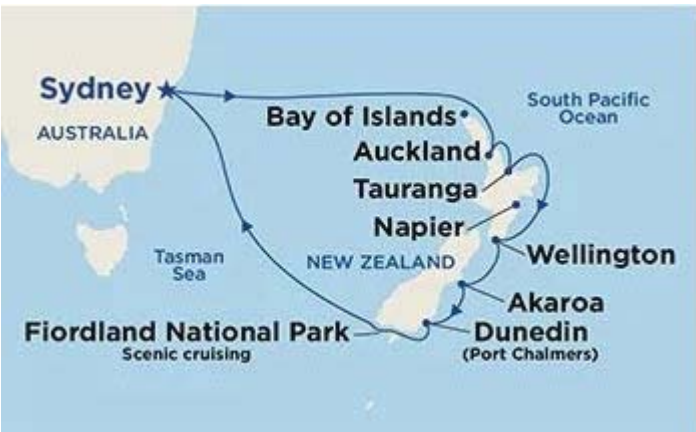 Sydney
AUSTRALIA
Bay of Islands
South Pacific
Ocean
Auckland
Tauranga
Napier
Tasman
Sea
NEW ZEALAND
Wellington
Akaroa
Fiordland National Park
Scenic cruising
Dunedin
(Port Chalmers)